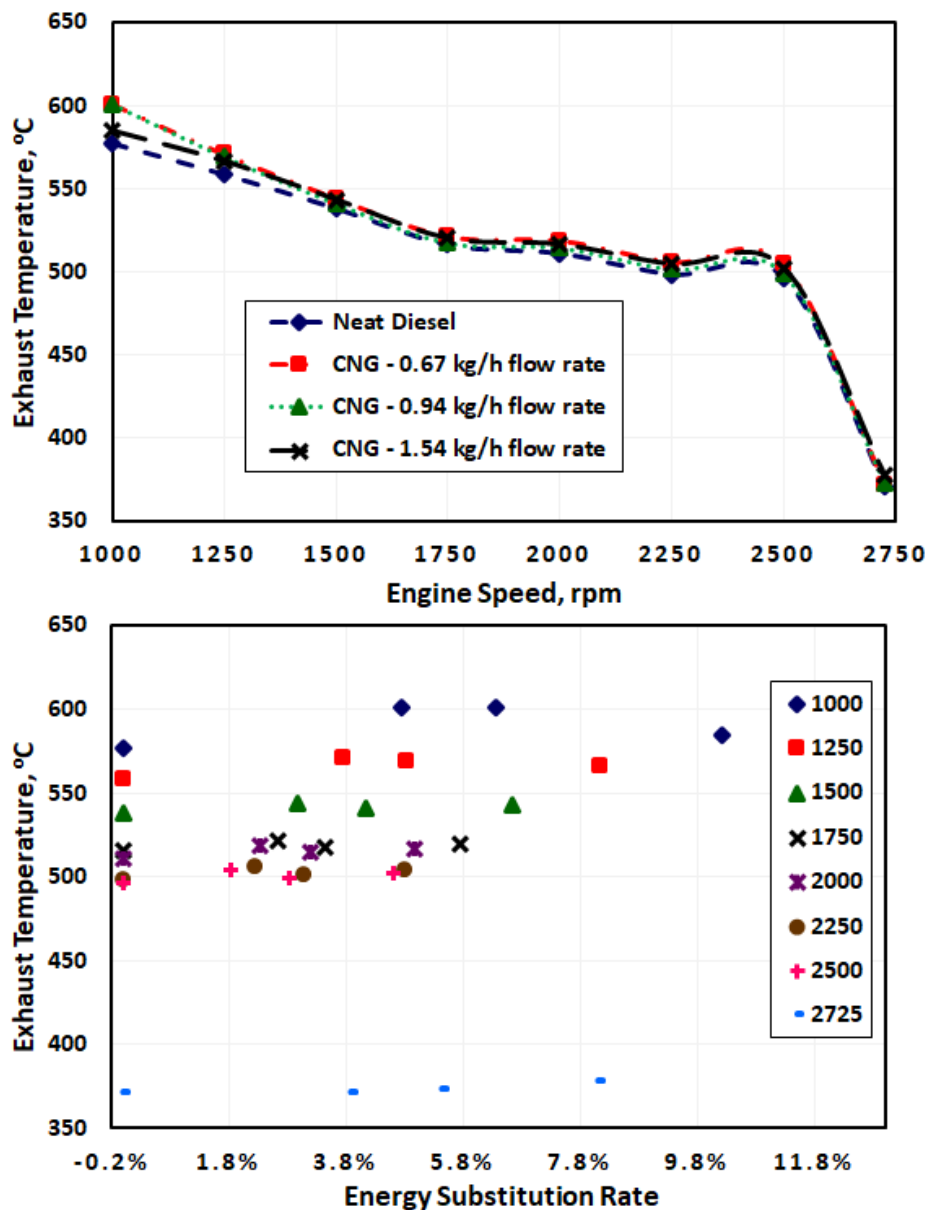 650
600
550
500
450
400
350
Exhaust Temperature, ºC
Neat Diesel
CNG - 0.67 kg/h flow rate
CNG - 0.94 kg/h flow rate
CNG - 1.54 kg/h flow rate
1000 1250 1500 1750 2000 2250 2500 2750
Engine Speed, rpm
650
600
550
500
450
400
350
Exhaust Temperature, ºC
1000
1250
1500
1750
2000
2250
2500
2725
-0.2% 1.8% 3.8% 5.8% 7.8% 9.8% 11.8%
Energy Substitution Rate